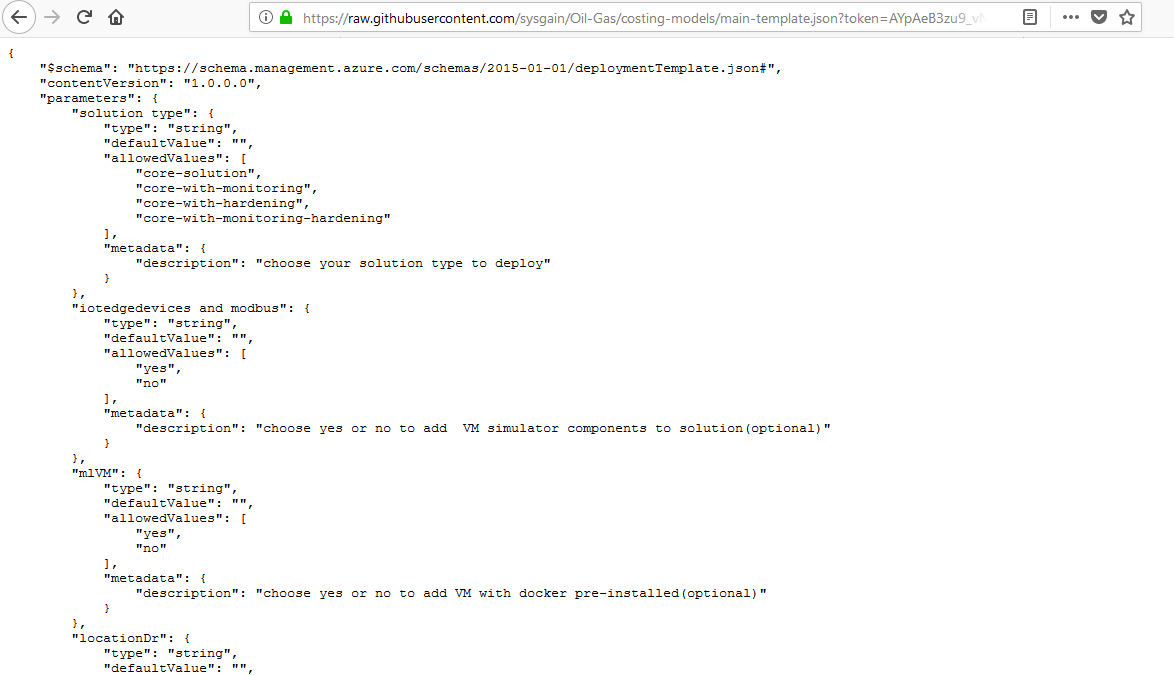 https://raw.githubusercontent.com/sysgain/Oil-Gas/costing-models/main-template.json?token=AYpAeB3zu9_
{
    "$schema": "https://schema.management.azure.com/schemas/2015-01-01/deploymentTemplate.json#",
    "contentVersion": "1.0.0.0",
    "parameters": {
        "solution type": {
            "type": "string",
            "defaultValue": "",
            "allowedValues": [
                "core-solution",
                "core-with-monitoring",
                "core-with-hardening",
                "core-with-monitoring-hardening"
            ],
            "metadata": {
                "description": "choose your solution type to deploy"
            }
        },
        "iotedgedevices and modbus": {
            "type": "string",
            "defaultValue": "",
            "allowedValues": [
                "yes",
                "no"
            ],
            "metadata": {
                "description": "choose yes or no to add  VM simulator components to solution(optional)"
            }
        },
        "mlVM": {
            "type": "string",
            "defaultValue": "",
            "allowedValues": [
                "yes",
                "no"
            ],
            "metadata": {
                "description": "choose yes or no to add VM with docker pre-installed(optional)"
            }
        },
        "locationDr": {
            "type": "string",
            "defaultValue": "",